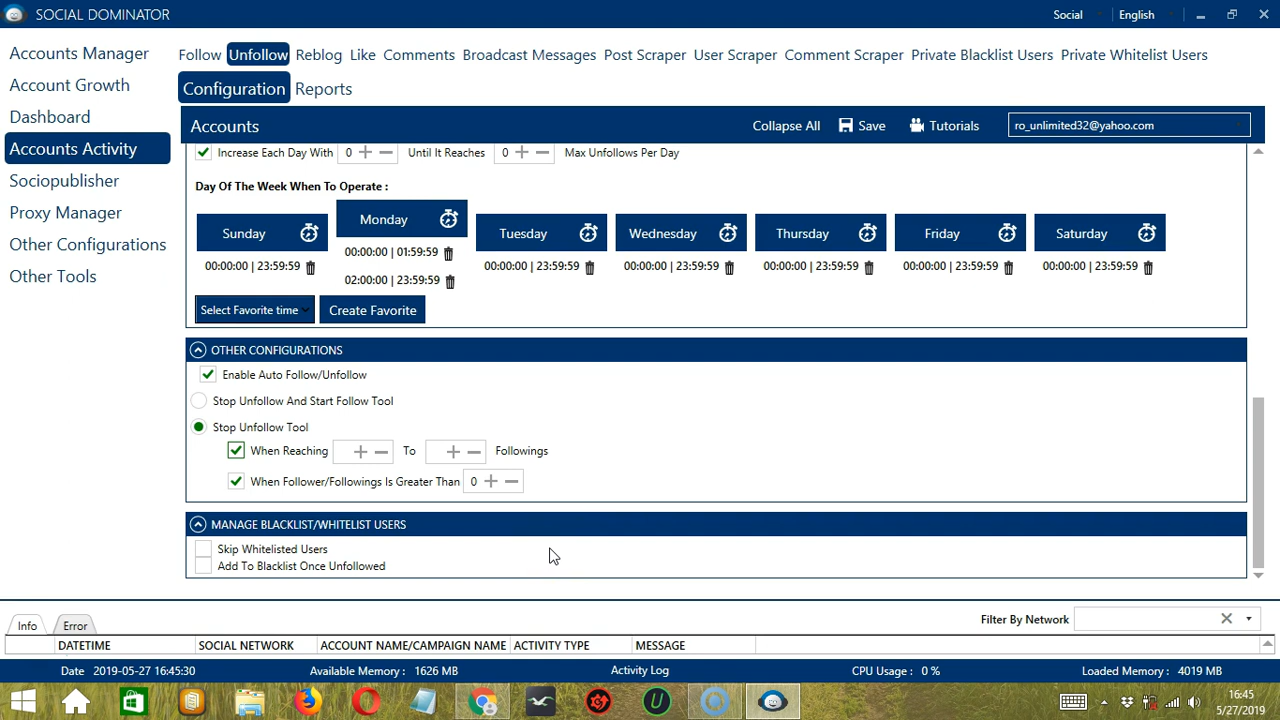 SOCIAL DOMINATOR Social English
Accounts Manager
Account Growth
Dashboard
Accounts Activity
Sociopublisher
Proxy Manager
Other Configurations
Other Tools
Follow Unfollow Reblog Like Comments Broadcast Messages Post Scraper User Scraper Comment Scraper Private Blacklist Users Private Whitelist Users
Configuration Reports
Accounts Collapse All Save Tutorials ro_unlimited32@yahoo.com
Increase Each Day With 0 + − Until It Reaches 0 + − Max Unfollows Per Day
Day Of The Week When To Operate :
Sunday Monday Tuesday Wednesday Thursday Friday Saturday
00:00:00 | 23:59:59 00:00:00 | 01:59:59 00:00:00 | 23:59:59 00:00:00 | 23:59:59 00:00:00 | 23:59:59 00:00:00 | 23:59:59 00:00:00 | 23:59:59
02:00:00 | 23:59:59
Select Favorite time Create Favorite
OTHER CONFIGURATIONS
Enable Auto Follow/Unfollow
Stop Unfollow And Start Follow Tool
Stop Unfollow Tool
When Reaching + − To + − Followings
When Follower/Followings Is Greater Than 0 + −
MANAGE BLACKLIST/WHITELIST USERS
Skip Whitelisted Users
Add To Blacklist Once Unfollowed
Info Error Filter By Network
DATETIME SOCIAL NETWORK ACCOUNT NAME/CAMPAIGN NAME ACTIVITY TYPE MESSAGE
Date 2019-05-27 16:45:30 Available Memory : 1626 MB Activity Log CPU Usage : 0 % Loaded Memory : 4019 MB
16:45
5/27/2019